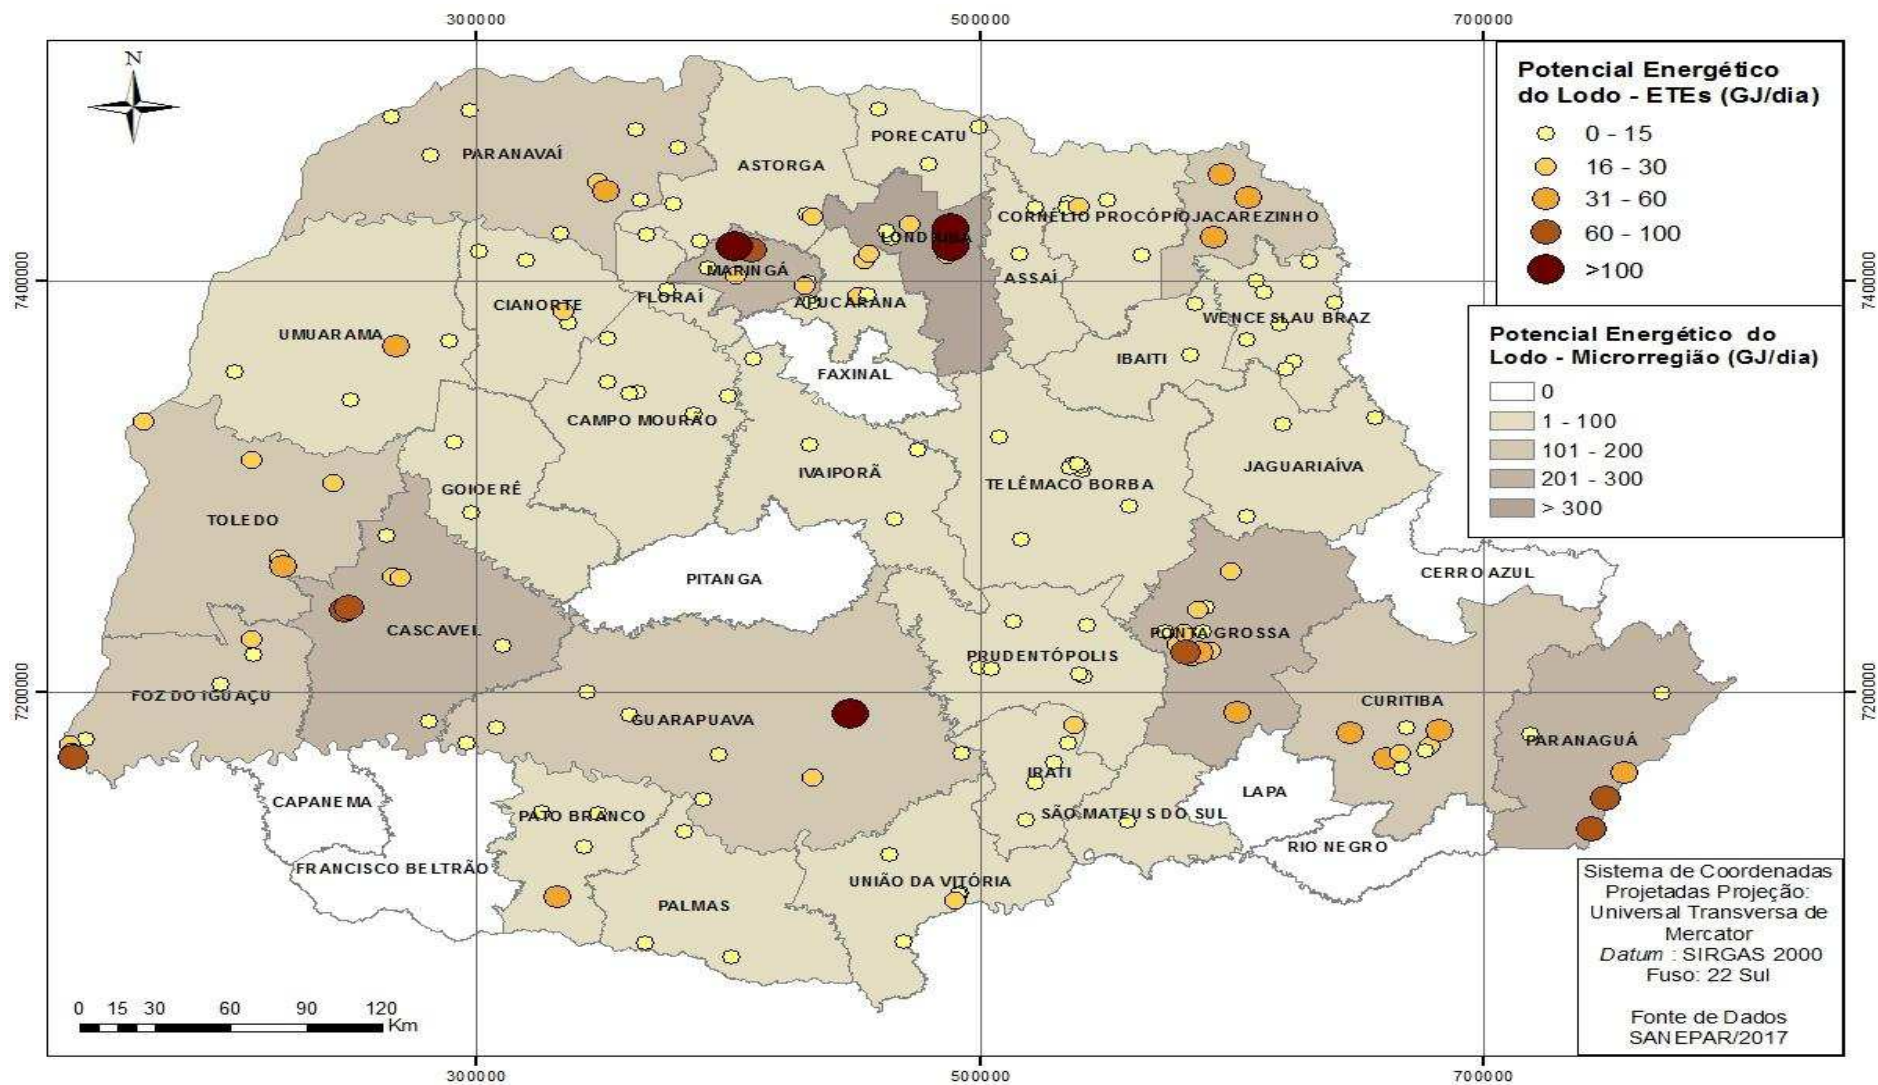 300000
500000
700000
N
Potencial Energético
do Lodo - ETEs (GJ/dia)
0 - 15
16 - 30
31 - 60
60 - 100
>100
Potencial Energético do
Lodo - Microrregião (GJ/dia)
0
1 - 100
101 - 200
201 - 300
> 300
7400000
7400000
7200000
7200000
PORECATU
PARANAVAÍ
ASTORGA
CORNÉLIO PROCÓPIO
JACAREZINHO
LONDRINA
MARINGÁ
ASSAÍ
FLORAÍ
APUCARANA
CIANORTE
WENCESLAU BRAZ
UMUARAMA
IBAITI
FAXINAL
CAMPO MOURÃO
JAGUARIAÍVA
IVAIPORÃ
TELÊMACO BORBA
GOIOERÊ
TOLEDO
PITANGA
CERRO AZUL
CASCAVEL
PONTA GROSSA
PRUDENTÓPOLIS
FOZ DO IGUAÇU
CURITIBA
GUARAPUAVA
PARANAGUÁ
IRATI
LAPA
CAPANEMA
PATO BRANCO
SÃO MATEUS DO SUL
RIO NEGRO
FRANCISCO BELTRÃO
UNIÃO DA VITÓRIA
PALMAS
Sistema de Coordenadas
Projetadas Projeção:
Universal Transversa de
Mercator
Datum : SIRGAS 2000
Fuso: 22 Sul
Fonte de Dados
SANEPAR/2017
0 15 30 60 90 120
Km
300000
500000
700000